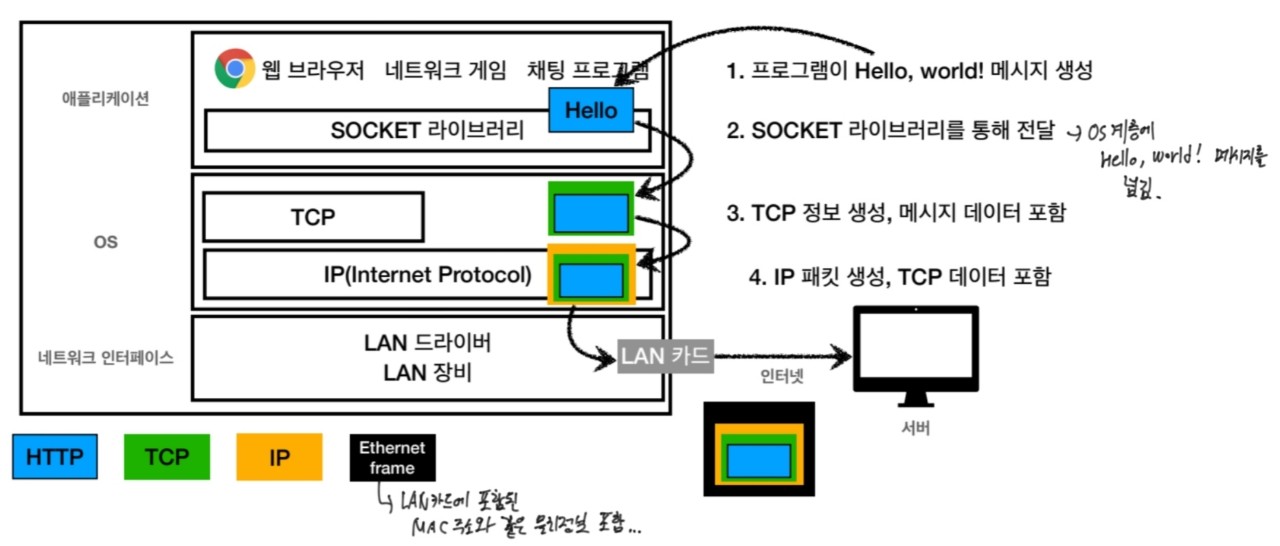 애플리케이션
웹 브라우저 네트워크 게임 채팅 프로그램
Hello
SOCKET 라이브러리
OS
TCP
IP(Internet Protocol)
네트워크 인터페이스
LAN 드라이버
LAN 장비
LAN 카드
인터넷
서버
1. 프로그램이 Hello, world! 메시지 생성
2. SOCKET 라이브러리를 통해 전달 → OS 계층에
Hello, world! 메시지를
넘김.
3. TCP 정보 생성, 메시지 데이터 포함
4. IP 패킷 생성, TCP 데이터 포함
HTTP
TCP
IP
Ethernet
frame
LAN카드에 포함된
MAC 주소와 같은 물리정보 포함...